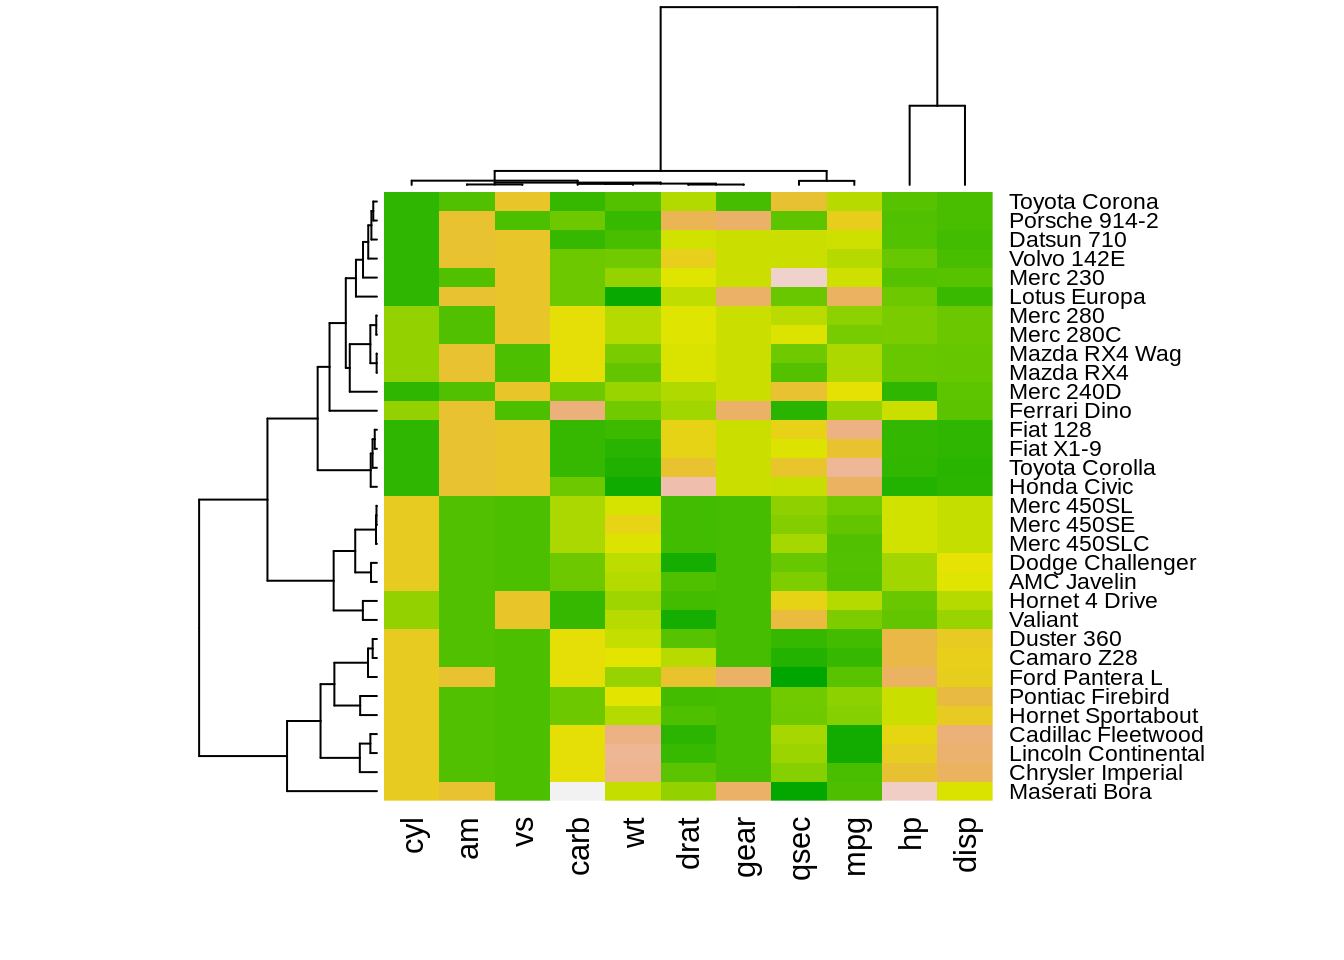 Toyota Corona
Porsche 914-2
Datsun 710
Volvo 142E
Merc 230
Lotus Europa
Merc 280
Merc 280C
Mazda RX4 Wag
Mazda RX4
Merc 240D
Ferrari Dino
Fiat 128
Fiat X1-9
Toyota Corolla
Honda Civic
Merc 450SL
Merc 450SE
Merc 450SLC
Dodge Challenger
AMC Javelin
Hornet 4 Drive
Valiant
Duster 360
Camaro Z28
Ford Pantera L
Pontiac Firebird
Hornet Sportabout
Cadillac Fleetwood
Lincoln Continental
Chrysler Imperial
Maserati Bora
cyl
am
vs
carb
wt
drat
gear
qsec
mpg
hp
disp